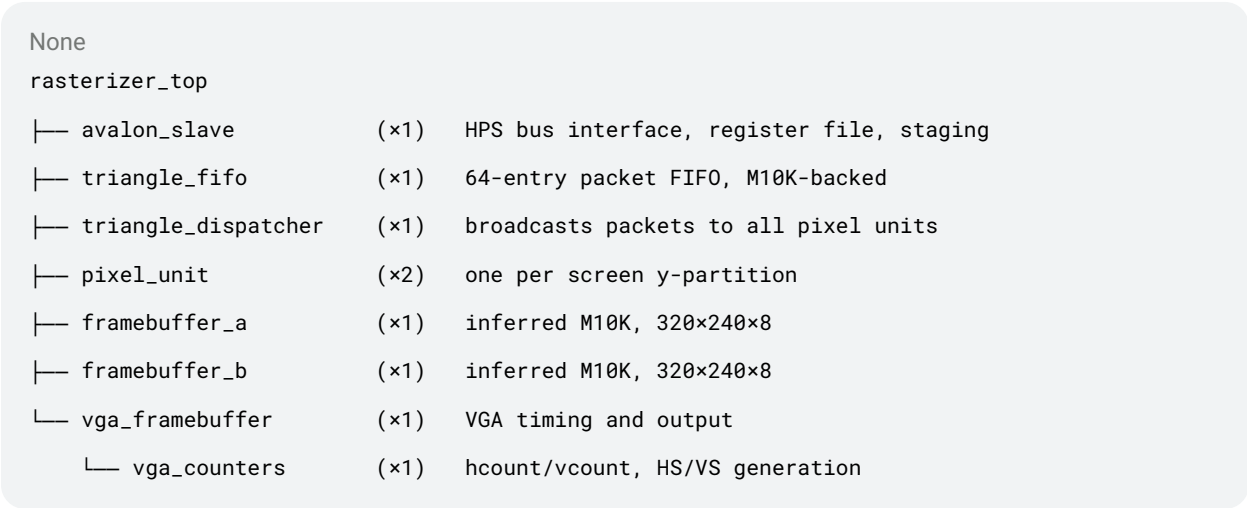 None
rasterizer_top
├── avalon_slave (×1) HPS bus interface, register file, staging
├── triangle_fifo (×1) 64-entry packet FIFO, M10K-backed
├── triangle_dispatcher (×1) broadcasts packets to all pixel units
├── pixel_unit (×2) one per screen y-partition
├── framebuffer_a (×1) inferred M10K, 320×240×8
├── framebuffer_b (×1) inferred M10K, 320×240×8
└── vga_framebuffer (×1) VGA timing and output
    └── vga_counters (×1) hcount/vcount, HS/VS generation